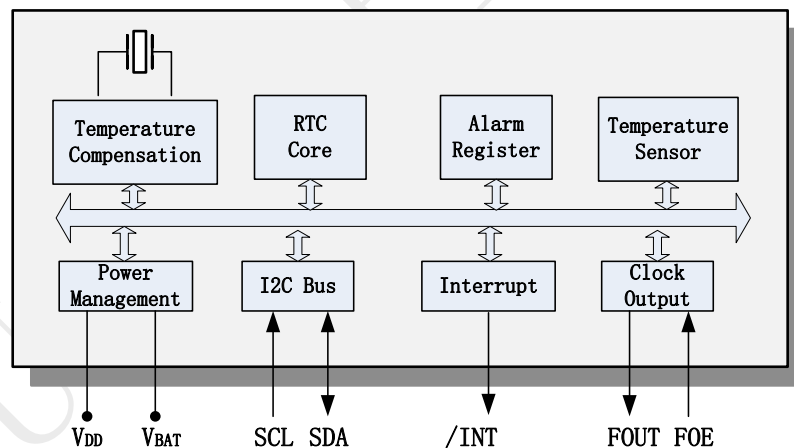 Temperature
Compensation
RTC
Core
Alarm
Register
Temperature
Sensor
Power
Management
I2C Bus
Interrupt
Clock
Output
VDD
VBAT
SCL
SDA
/INT
FOUT
FOE